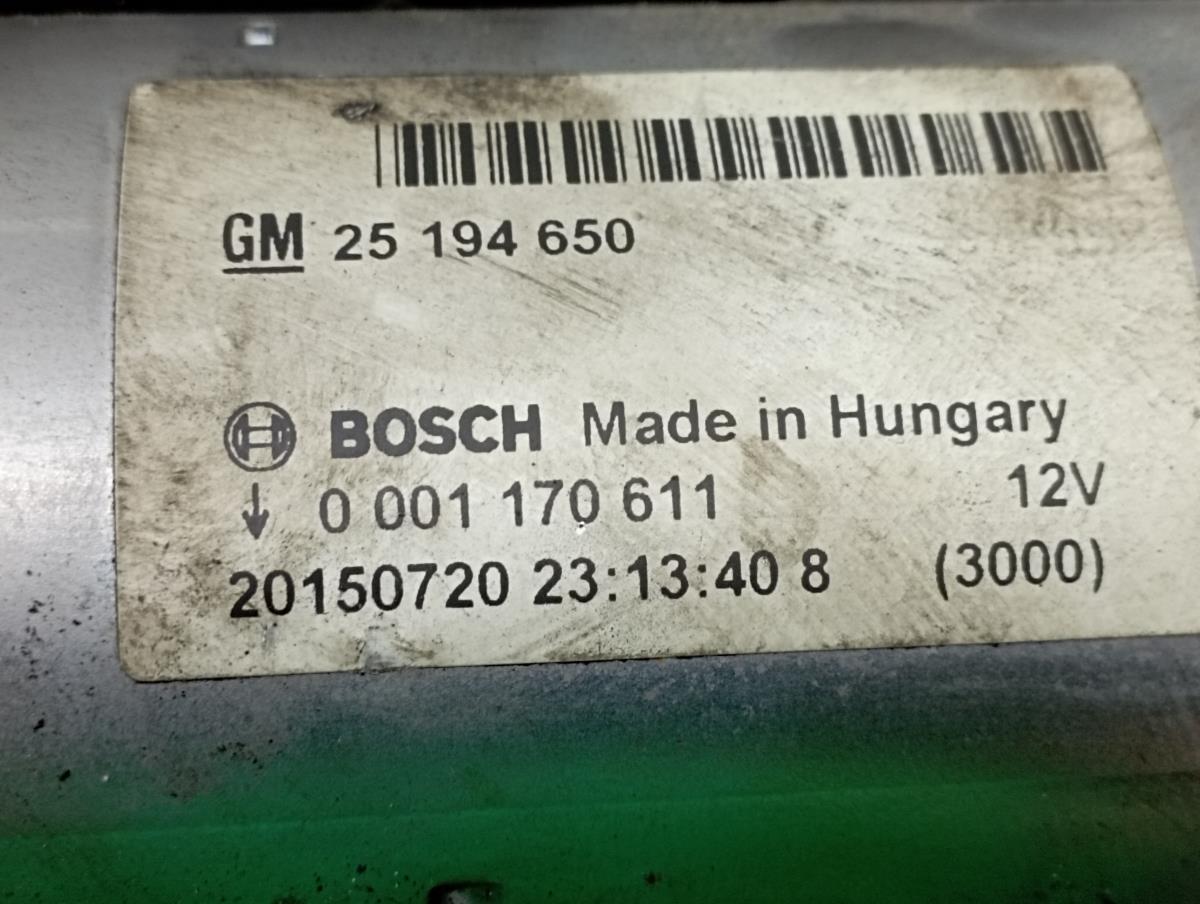 GM 25 194 650
BOSCH Made in Hungary
↓ 0 001 170 611 12V
20150720 23:13:40 8 (3000)